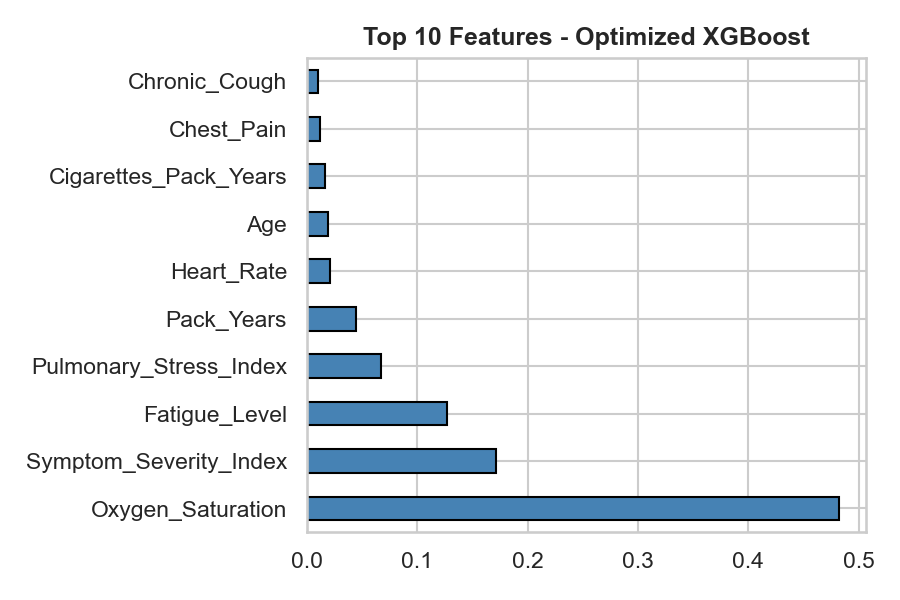 Top 10 Features - Optimized XGBoost
Chronic_Cough
Chest_Pain
Cigarettes_Pack_Years
Age
Heart_Rate
Pack_Years
Pulmonary_Stress_Index
Fatigue_Level
Symptom_Severity_Index
Oxygen_Saturation
0.0 0.1 0.2 0.3 0.4 0.5